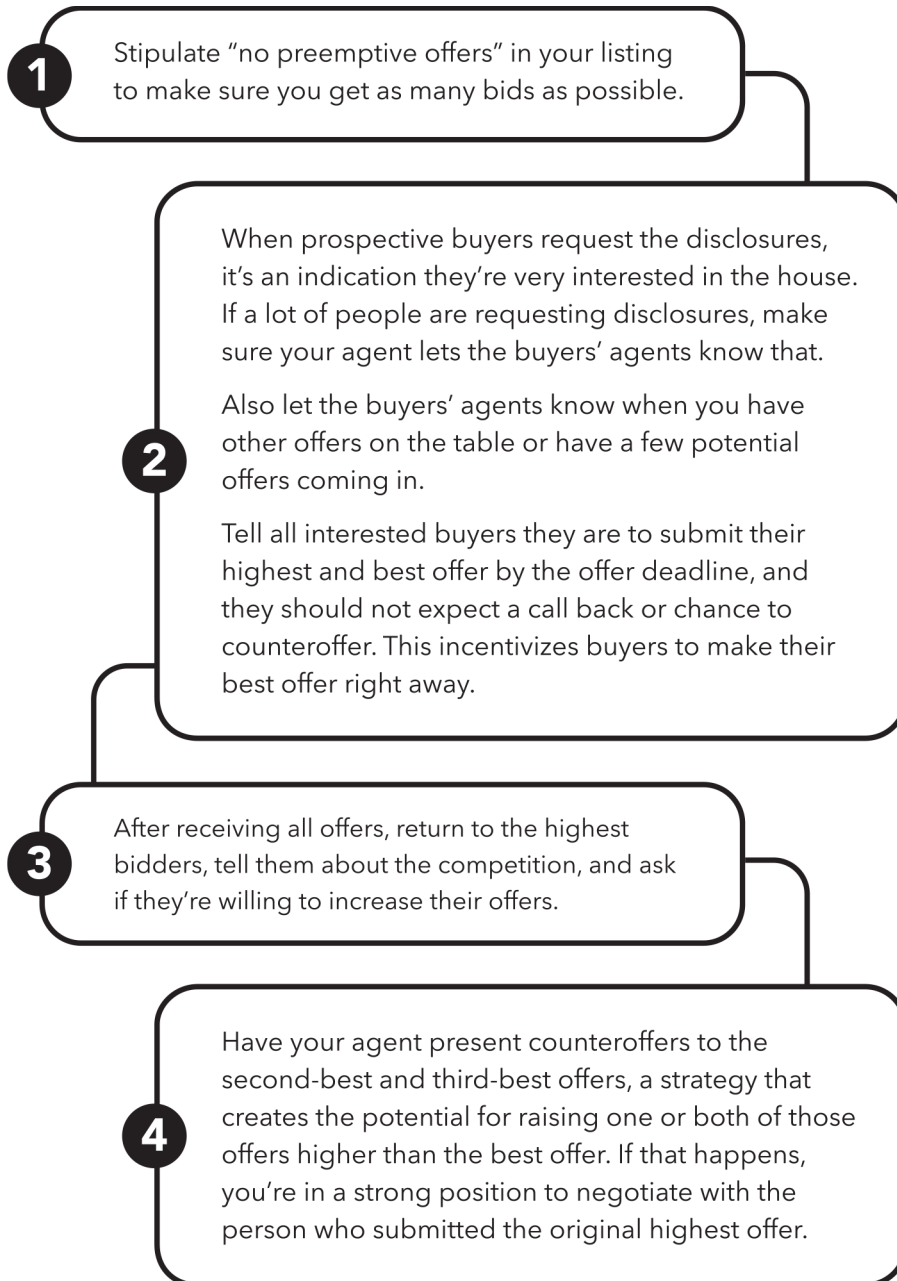 1
Stipulate “no preemptive offers” in your listing
to make sure you get as many bids as possible.
2
When prospective buyers request the disclosures,
it’s an indication they’re very interested in the house.
If a lot of people are requesting disclosures, make
sure your agent lets the buyers’ agents know that.
Also let the buyers’ agents know when you have
other offers on the table or have a few potential
offers coming in.
Tell all interested buyers they are to submit their
highest and best offer by the offer deadline, and
they should not expect a call back or chance to
counteroffer. This incentivizes buyers to make their
best offer right away.
3
After receiving all offers, return to the highest
bidders, tell them about the competition, and ask
if they’re willing to increase their offers.
4
Have your agent present counteroffers to the
second-best and third-best offers, a strategy that
creates the potential for raising one or both of those
offers higher than the best offer. If that happens,
you’re in a strong position to negotiate with the
person who submitted the original highest offer.